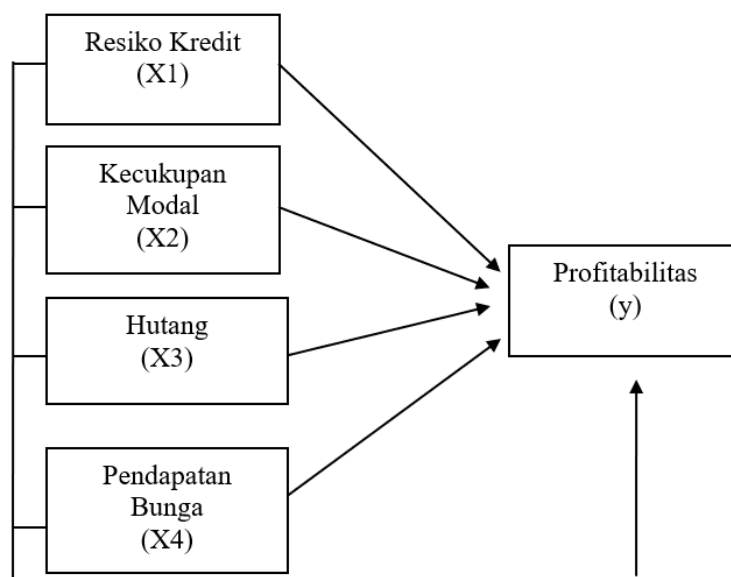 Resiko Kredit
(X1)
Kecukupan
Modal
(X2)
Hutang
(X3)
Pendapatan
Bunga
(X4)
Profitabilitas
(y)